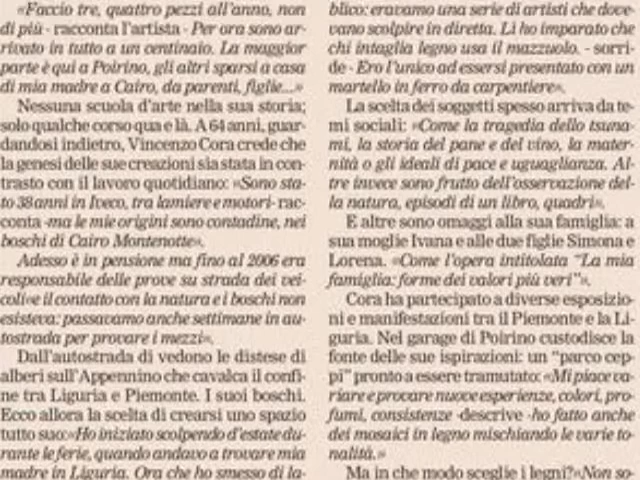 «Faccio tre, quattro pezzi all'anno, non
di più - racconta l'artista - Per ora sono ar-
rivato in tutto a un centinaio. La maggior
parte è qui a Poirino, gli altri sparsi a casa
di mia madre a Cairo, da parenti, figlie...»
Nessuna scuola d'arte nella sua storia;
solo qualche corso qua e là. A 64 anni, guar-
dandosi indietro, Vincenzo Cora crede che
la genesi delle sue creazioni sia stata in con-
trasto con il lavoro quotidiano: «Sono sta-
to 38 anni in Iveco, tra lamiere e motori- rac-
conta -ma le mie origini sono contadine, nei
boschi di Cairo Montenotte».
Adesso è in pensione ma fino al 2006 era
responsabile delle prove su strada dei vei-
coli«e il contatto con la natura e i boschi non
esisteva: passavamo anche settimane in au-
tostrada per provare i mezzi».
Dall'autostrada di vedono le distese di
alberi sull'Appennino che cavalca il confi-
ne tra Liguria e Piemonte. I suoi boschi.
Ecco allora la scelta di crearsi uno spazio
tutto suo:«Ho iniziato scolpendo d'estate du-
rante le ferie, quando andavo a trovare mia
madre in Liguria. Ora che ho smesso di la-
blico: eravamo una serie di artisti che dove-
vano scolpire in diretta. Lì ho imparato che
chi intaglia legno usa il mazzuolo. - sorri-
de - Ero l'unico ad essersi presentato con un
martello in ferro da carpentiere».
La scelta dei soggetti spesso arriva da te-
mi sociali: «Come la tragedia dello tsuna-
mi, la storia del pane e del vino, la mater-
nità o gli ideali di pace e uguaglianza. Al-
tre invece sono frutto dell'osservazione del-
la natura, episodi di un libro, quadri».
E altre sono omaggi alla sua famiglia: a
sua moglie Ivana e alle due figlie Simona e
Lorena. «Come l'opera intitolata "La mia
famiglia: forme dei valori più veri"».
Cora ha partecipato a diverse esposizio-
ni e manifestazioni tra il Piemonte e la Li-
guria. Nel garage di Poirino custodisce la
fonte delle sue ispirazioni: un "parco cep-
pi" pronto a essere tramutato: «Mi piace va-
riare e provare nuove esperienze, colori, pro-
fumi, consistenze -descrive -ho fatto anche
dei mosaici in legno mischiando le varie to-
nalità.»
Ma in che modo sceglie i legni?«Non so-